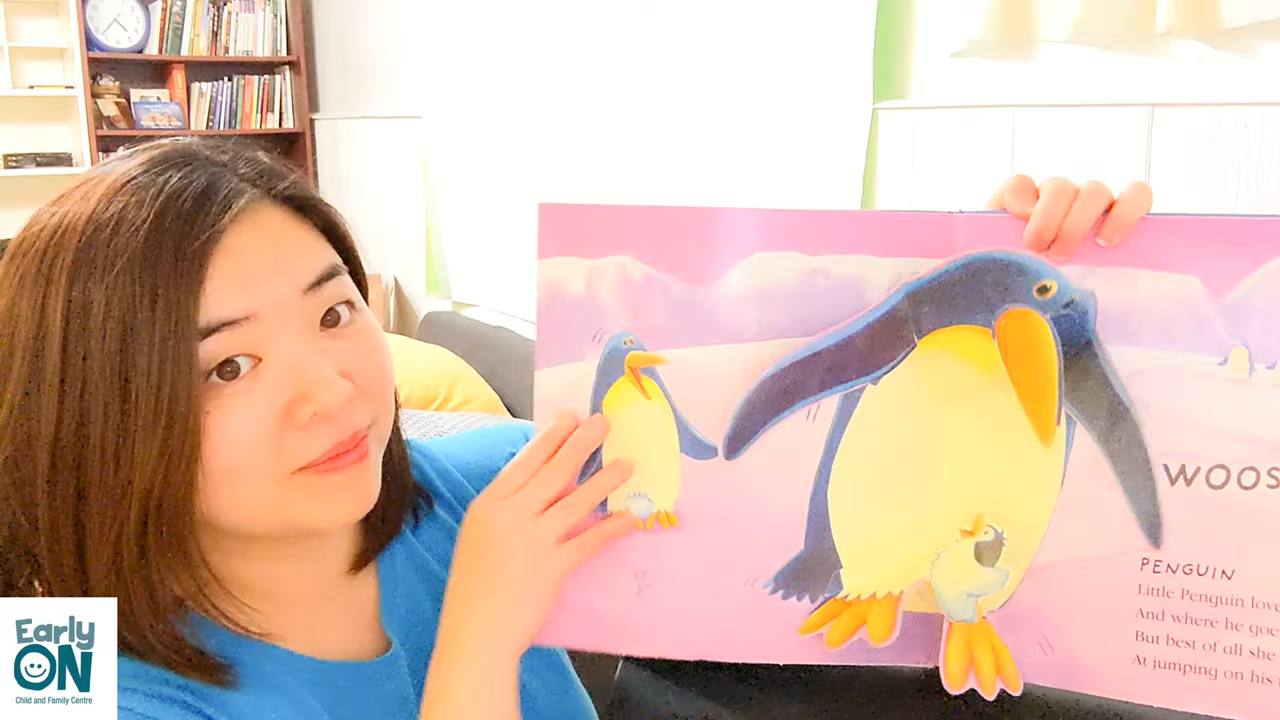 WOOS
PENGUIN
Little Penguin love
And where he goe
But best of all she
At jumping on his
Early
ON
Child and Family Centre